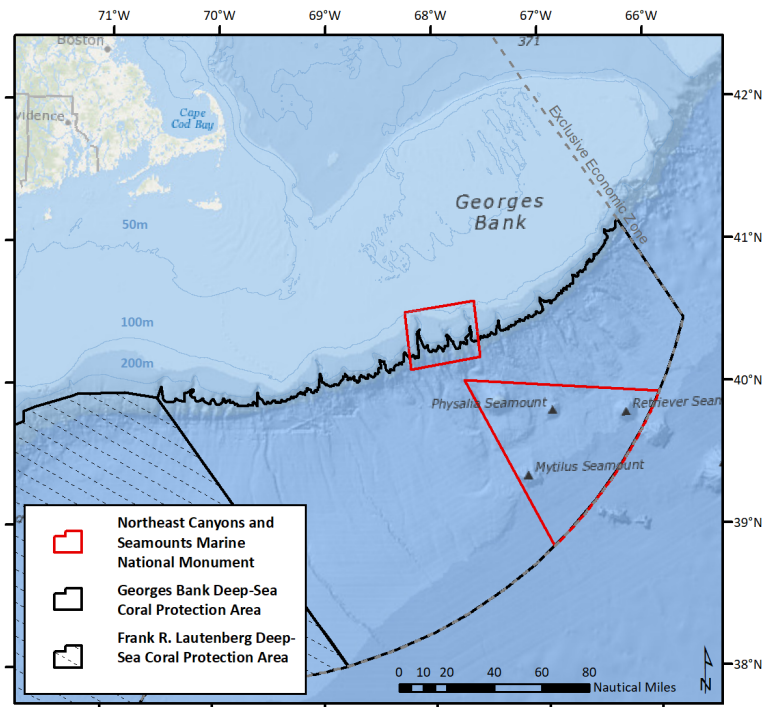 71°W
70°W
69°W
68°W
67°W
66°W
Boston
371
42°N
Cape
Cod Bay
vidence
Exclusive Economic Zone
Georges
Bank
50m
41°N
100m
200m
40°N
Physalia Seamount
Retriever Seam
Mytilus Seamount
39°N
Northeast Canyons and
Seamounts Marine
National Monument
Georges Bank Deep-Sea
Coral Protection Area
Frank R. Lautenberg Deep-
Sea Coral Protection Area
38°N
0 10 20 40 60 80
Nautical Miles
N